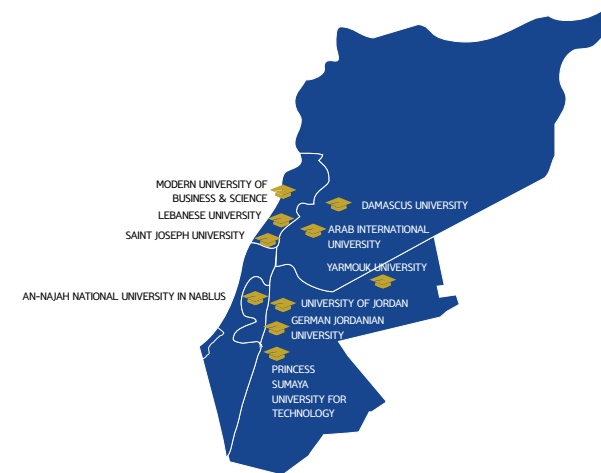 MODERN UNIVERSITY OF
BUSINESS & SCIENCE
LEBANESE UNIVERSITY
SAINT JOSEPH UNIVERSITY
DAMASCUS UNIVERSITY
ARAB INTERNATIONAL
UNIVERSITY
YARMOUK UNIVERSITY
AN-NAJAH NATIONAL UNIVERSITY IN NABLUS
UNIVERSITY OF JORDAN
GERMAN JORDANIAN
UNIVERSITY
PRINCESS
SUMAYA
UNIVERSITY FOR
TECHNOLOGY